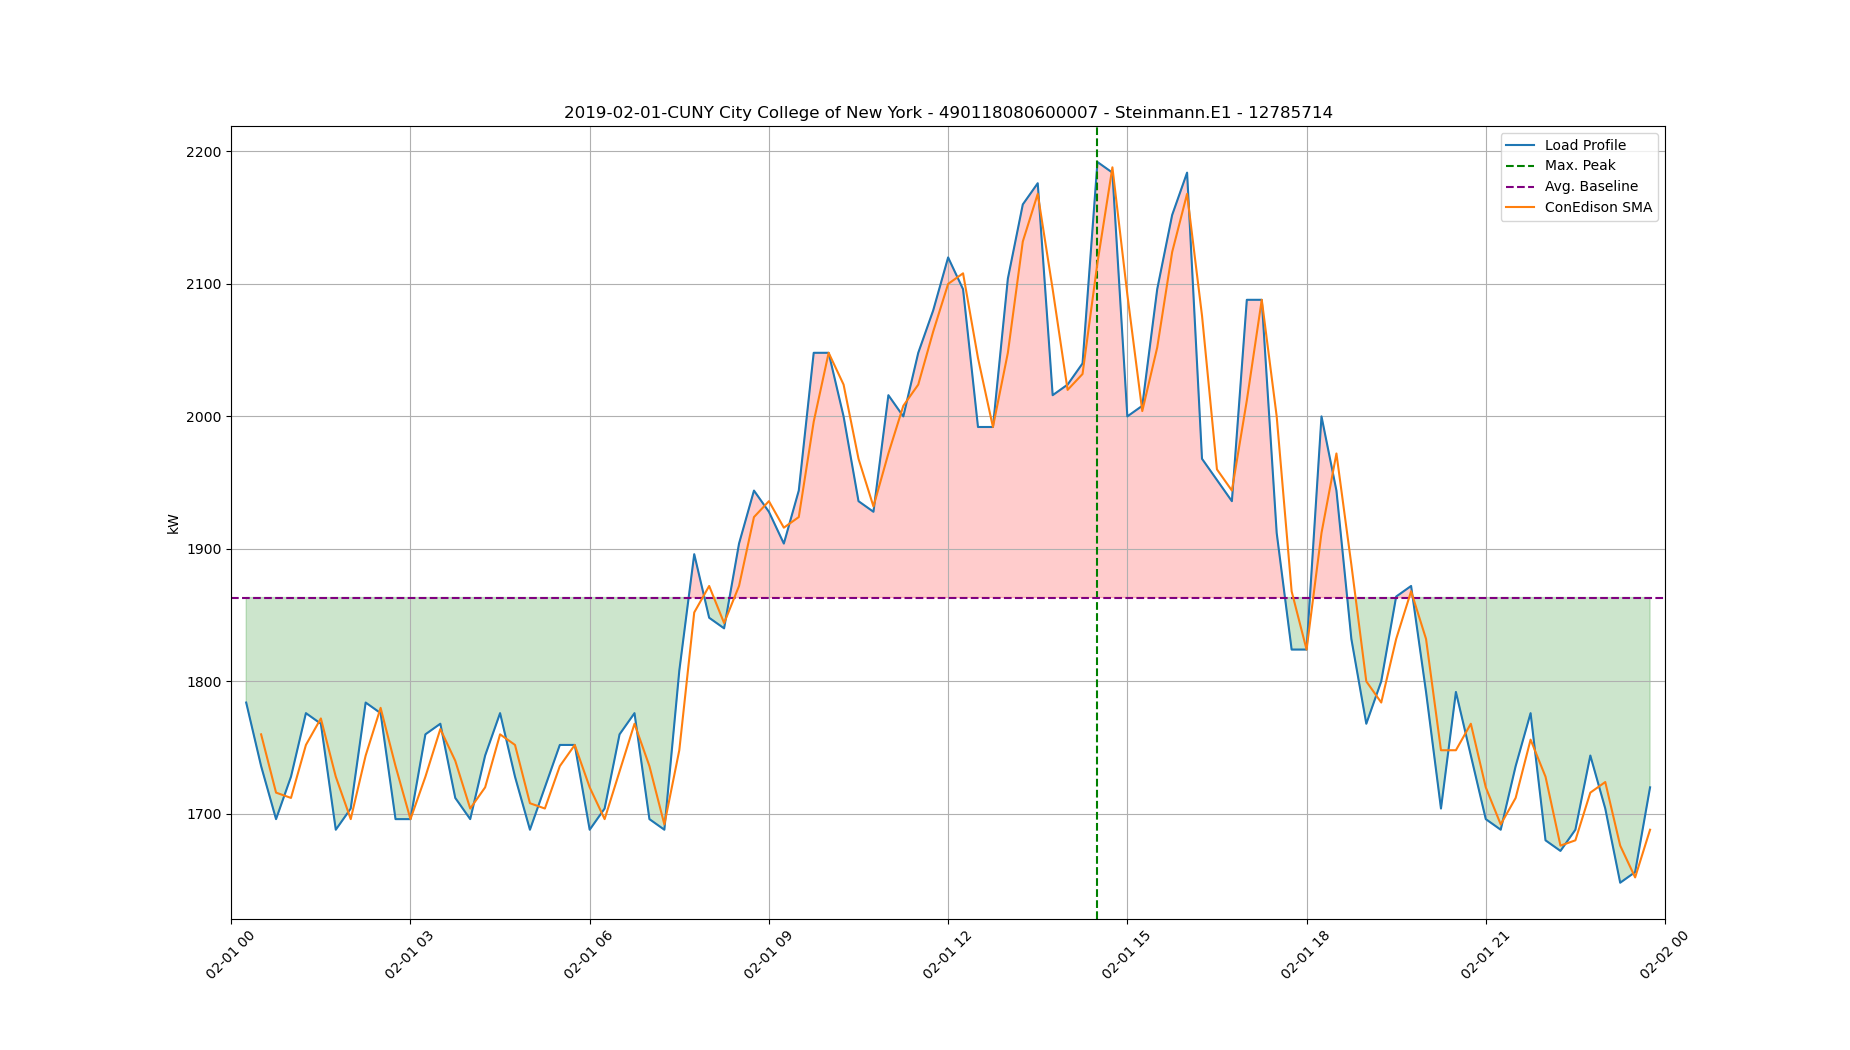 2019-02-01-CUNY City College of New York - 490118080600007 - Steinmann.E1 - 12785714
Load Profile
Max. Peak
Avg. Baseline
ConEdison SMA
2200
2100
2000
1900
1800
1700
kW
02-01 00
02-01 03
02-01 06
02-01 09
02-01 12
02-01 15
02-01 18
02-01 21
02-02 00